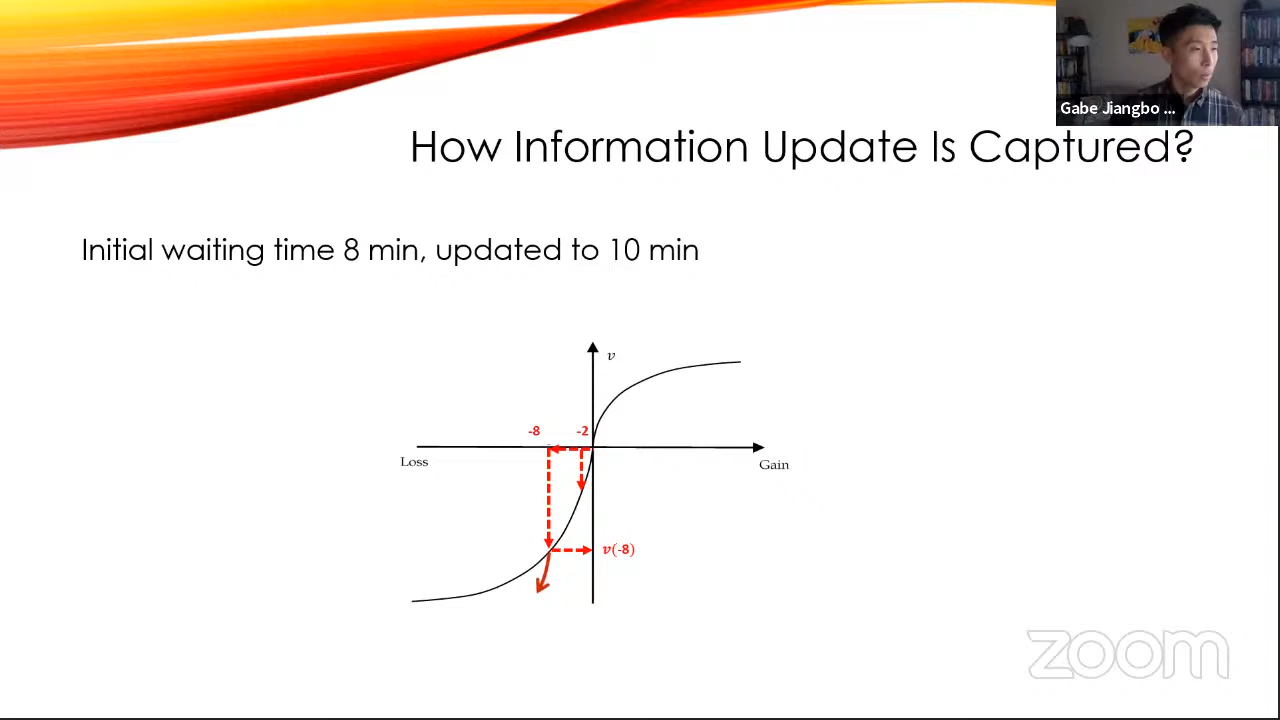 Gabe Jiangbo ...
How Information Update Is Captured?
Initial waiting time 8 min, updated to 10 min
v
-8
-2
Loss
Gain
v(-8)
zoom